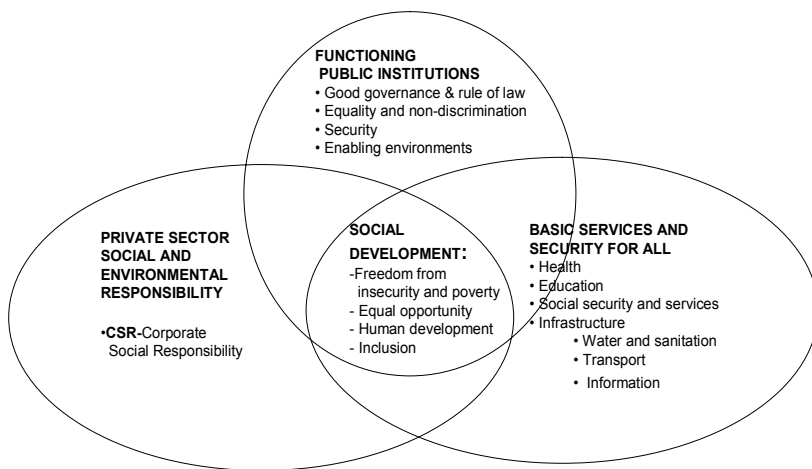 FUNCTIONING
PUBLIC INSTITUTIONS
• Good governance & rule of law
• Equality and non-discrimination
• Security
• Enabling environments
PRIVATE SECTOR
SOCIAL AND
ENVIRONMENTAL
RESPONSIBILITY
•CSR-Corporate
Social Responsibility
SOCIAL
DEVELOPMENT:
-Freedom from
insecurity and poverty
- Equal opportunity
- Human development
- Inclusion
BASIC SERVICES AND
SECURITY FOR ALL
• Health
• Education
• Social security and services
• Infrastructure
• Water and sanitation
• Transport
• Information